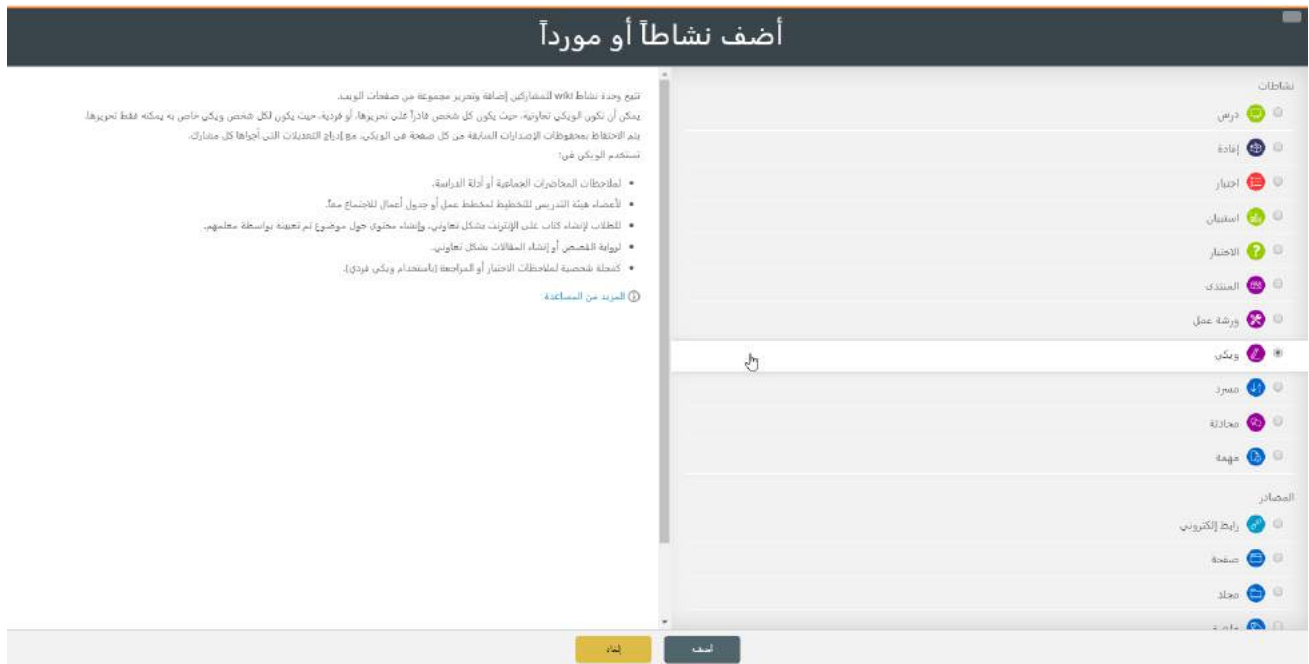 أضف نشاطاً أو مورداً
نشاطات
درس
إفادة
اختيار
استبيان
الاختبار
المنتدى
ورشة عمل
ويكي
مسرد
محادثة
مهمة
المصادر
رابط إلكتروني
صفحة
مجلد
تتيح وحدة نشاط wiki للمشاركين إضافة وتحرير مجموعة من صفحات الويب.
يمكن أن تكون الويكي تعاونية، حيث يكون كل شخص قادراً على تحريرها، أو فردية، حيث يكون لكل شخص ويكي خاص به يمكنه فقط تحريرها.
يتم الاحتفاظ بمحفوظات الإصدارات السابقة من كل صفحة في الويكي، مع إدراج التعديلات التي أجراها كل مشارك.
تستخدم الويكي في:
لملاحظات المحاضرات الجماعية أو أدلة الدراسة.
لأعضاء هيئة التدريس للتخطيط لمخطط عمل أو جدول أعمال للاجتماع معاً.
للطلاب لإنشاء كتاب على الإنترنت بشكل تعاوني، وإنشاء محتوى حول موضوع تم تعيينه بواسطة معلمهم.
لرواية القصص أو إنشاء المقالات بشكل تعاوني.
كمجلة شخصية لملاحظات الاختبار أو المراجعة (باستخدام ويكي فردي).
المزيد من المساعدة
أضف
إلغاء